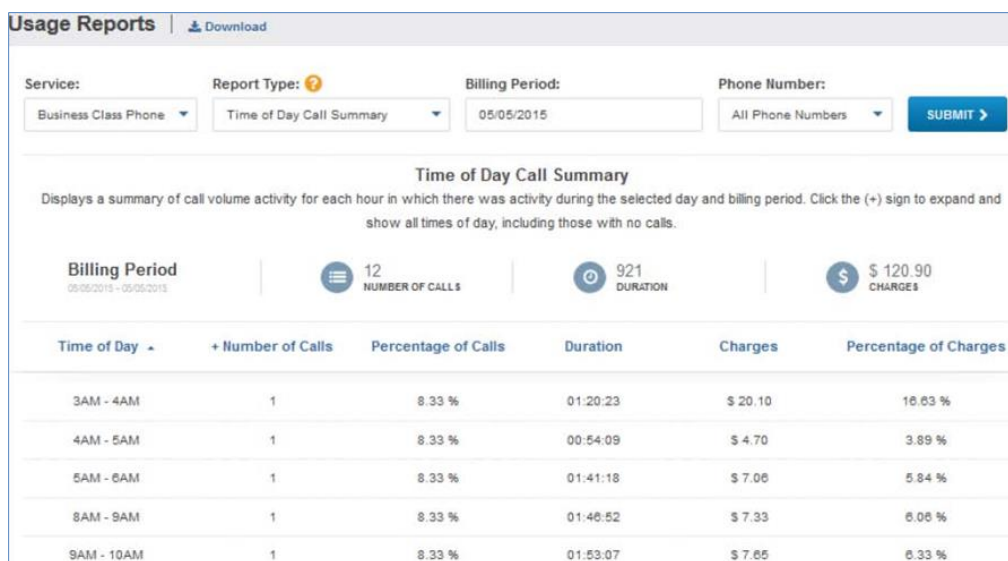 Usage Reports | Download
Service: Report Type: ? Billing Period: Phone Number:
Business Class Phone Time of Day Call Summary 05/05/2015 All Phone Numbers SUBMIT >
Time of Day Call Summary
Displays a summary of call volume activity for each hour in which there was activity during the selected day and billing period. Click the (+) sign to expand and
show all times of day, including those with no calls.
Billing Period 12 921 $ 120.90
05/05/2015 - 05/05/2015 NUMBER OF CALLS DURATION $ CHARGES
Time of Day + Number of Calls Percentage of Calls Duration Charges Percentage of Charges
3AM - 4AM 1 8.33 % 01:20:23 $ 20.10 16.63 %
4AM - 5AM 1 8.33 % 00:54:09 $ 4.70 3.89 %
5AM - 6AM 1 8.33 % 01:41:18 $ 7.06 5.84 %
8AM - 9AM 1 8.33 % 01:46:52 $ 7.33 6.06 %
9AM - 10AM 1 8.33 % 01:53:07 $ 7.65 6.33 %